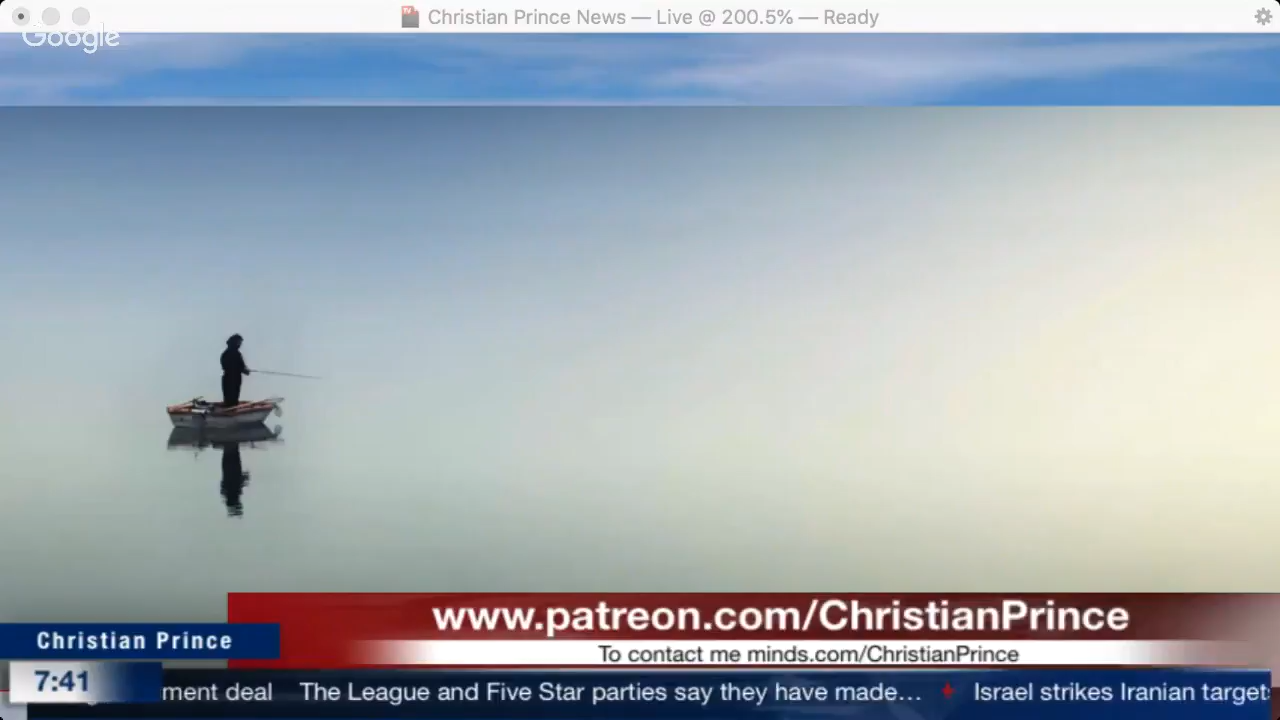 Christian Prince News — Live @ 200.5% — Ready
Google
www.patreon.com/ChristianPrince
To contact me minds.com/ChristianPrince
Christian Prince
7:41
ment deal The League and Five Star parties say they have made… Israel strikes Iranian target